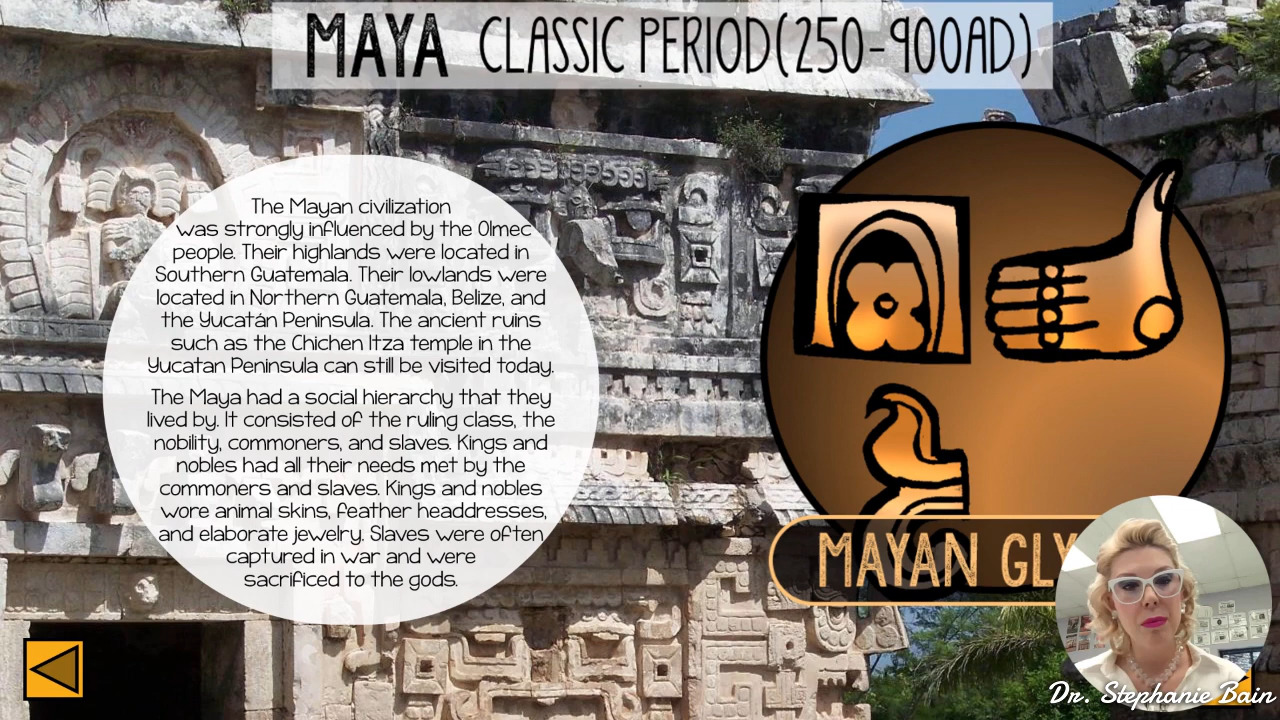 MAYA CLASSIC PERIOD(250-900AD)
The Mayan civilization
was strongly influenced by the Olmec
people. Their highlands were located in
Southern Guatemala. Their lowlands were
located in Northern Guatemala, Belize, and
the Yucatán Peninsula. The ancient ruins
such as the Chichen Itza temple in the
Yucatan Peninsula can still be visited today.
The Maya had a social hierarchy that they
lived by. It consisted of the ruling class, the
nobility, commoners, and slaves. Kings and
nobles had all their needs met by the
commoners and slaves. Kings and nobles
wore animal skins, feather headdresses,
and elaborate jewelry. Slaves were often
captured in war and were
sacrificed to the gods.
MAYAN
Dr. Stephanie Bain